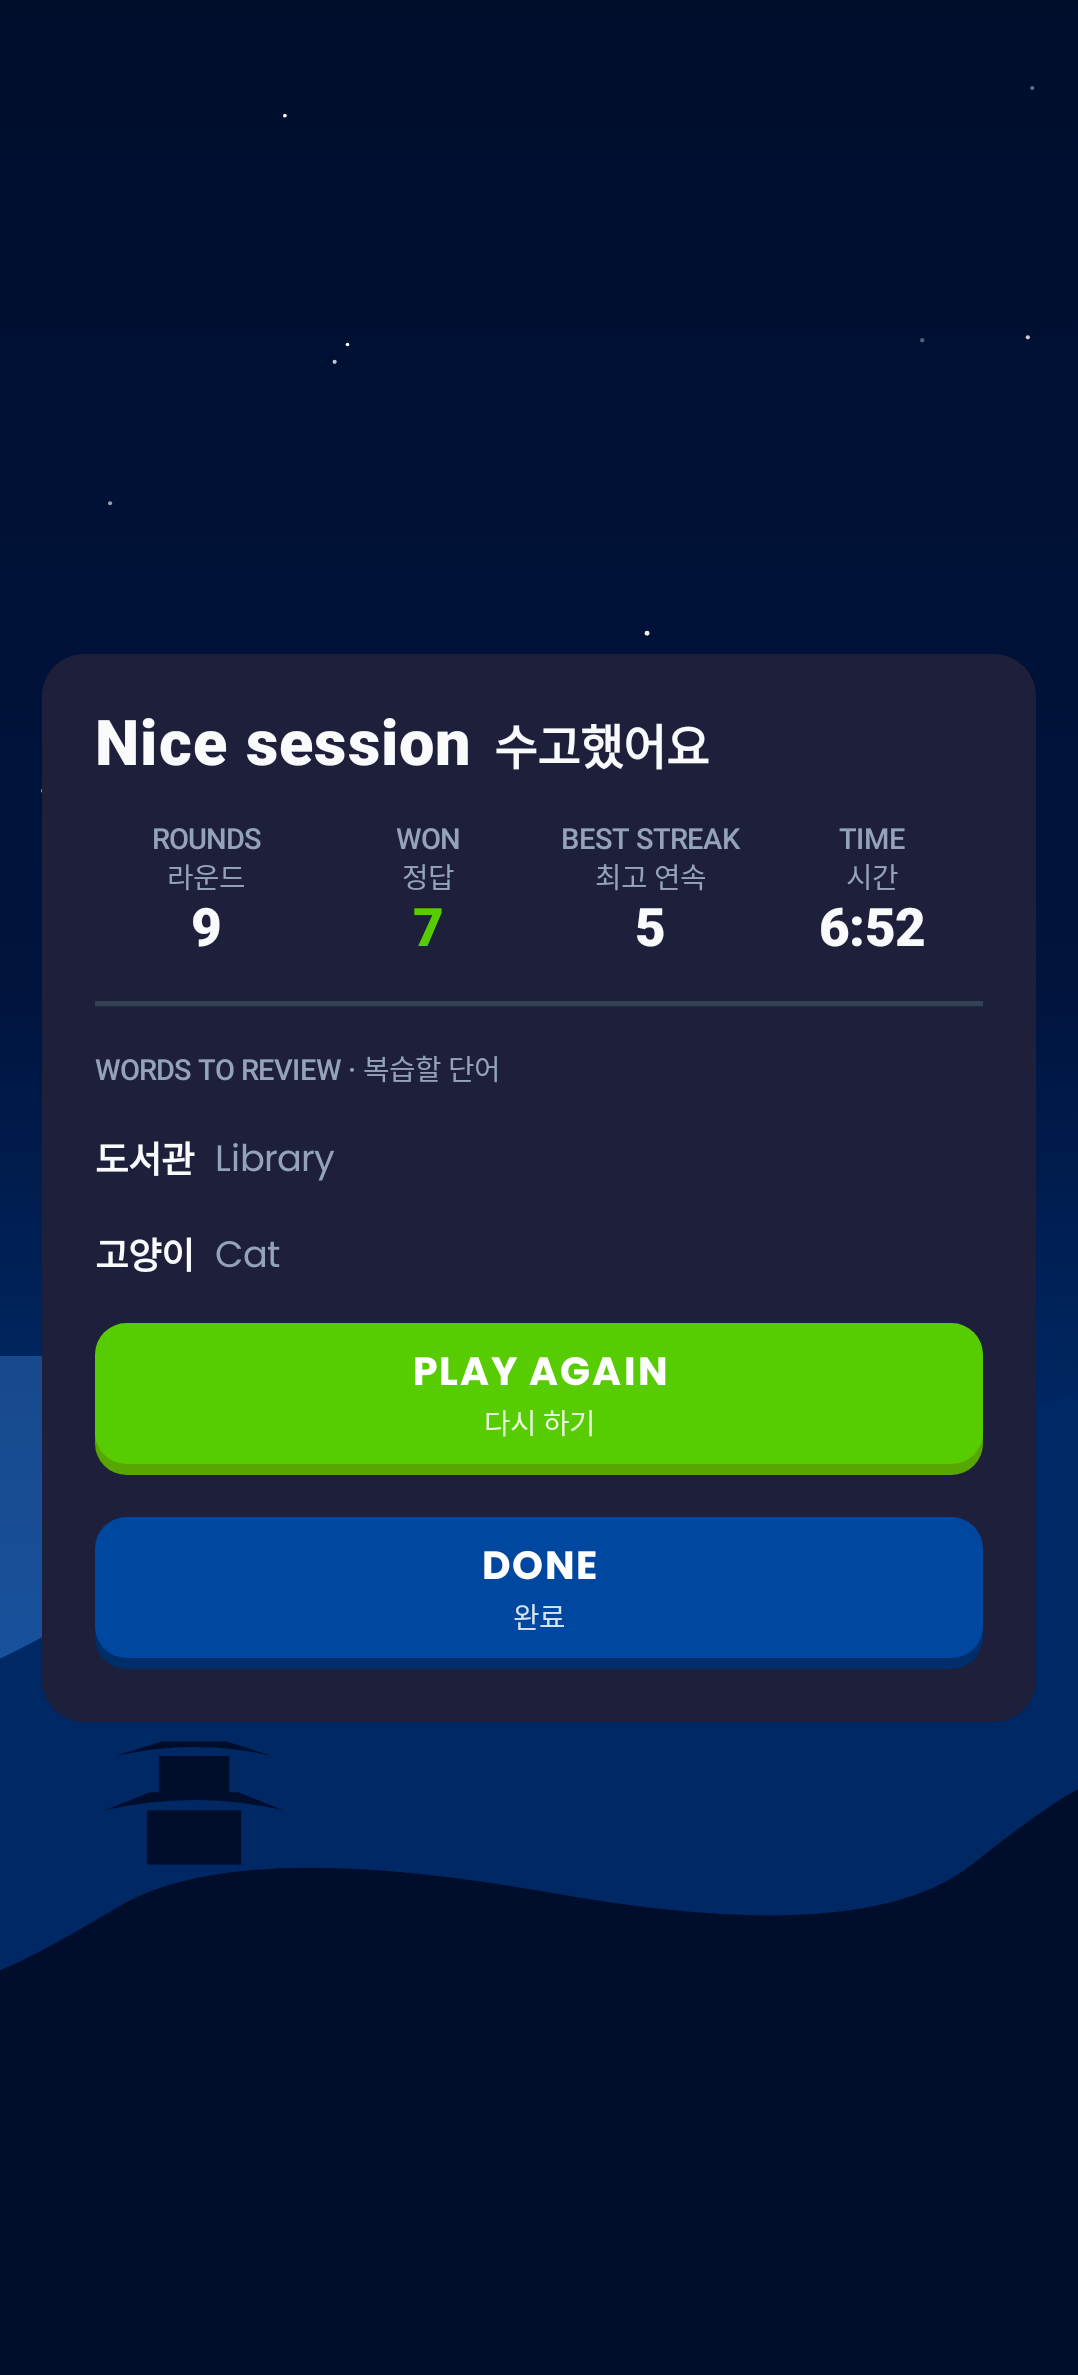 Nice session 수고했어요
ROUNDS WON BEST STREAK TIME
라운드 정답 최고 연속 시간
9 7 5 6:52
WORDS TO REVIEW · 복습할 단어
도서관 Library
고양이 Cat
PLAY AGAIN
다시 하기
DONE
완료